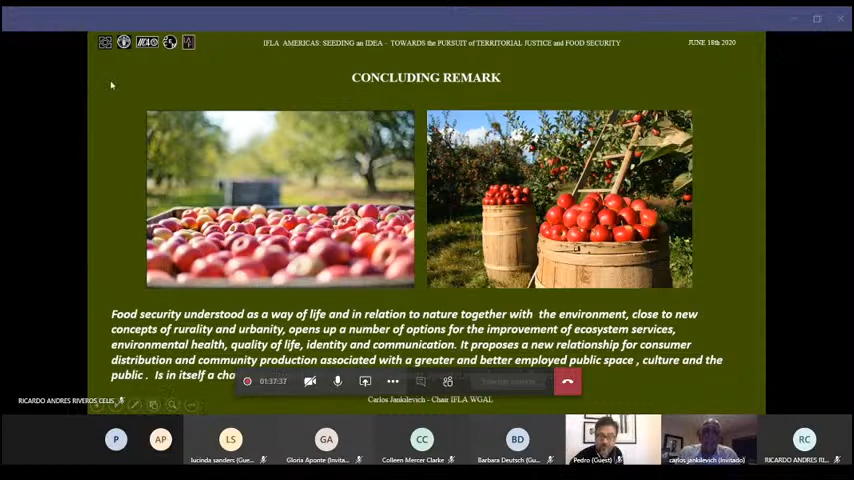 IFLA AMERICAS: SEEDING an IDEA - TOWARDS the PURSUIT of TERRITORIAL JUSTICE and FOOD SECURITY
JUNE 18th 2020
CONCLUDING REMARK
Food security understood as a way of life and in relation to nature together with the environment, close to new
concepts of rurality and urbanity, opens up a number of options for the improvement of ecosystem services,
environmental health, quality of life, identity and communication. It proposes a new relationship for consumer
distribution and community production associated with a greater and better employed public space , culture and the
public . Is in itself a cha
01:37:37
RICARDO ANDRES RIVEROS CELIS
Carlos Jankilevich - Chair IFLA WGAL
P
AP
LS
GA
CC
BD
RC
lucinda sanders (Gue...
Gloria Aponte (Invita...
Colleen Mercer Clarke
Barbara Deutsch (Gu...
Pedro (Guest)
carlos jankilevich (Invitado)
RICARDO ANDRES RI...